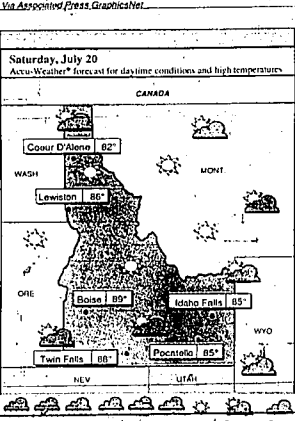 Via Associated Press GraphicsNet
Saturday, July 20
Accu-Weather® forecast for daytime conditions and high temperatures
CANADA
Coeur D'Alene 82°
WASH
MONT.
Lewiston 86°
ORE
Boise 89°
Idaho Falls 85°
WYO
Twin Falls 88°
Pocatello 85°
NEV
UTAH